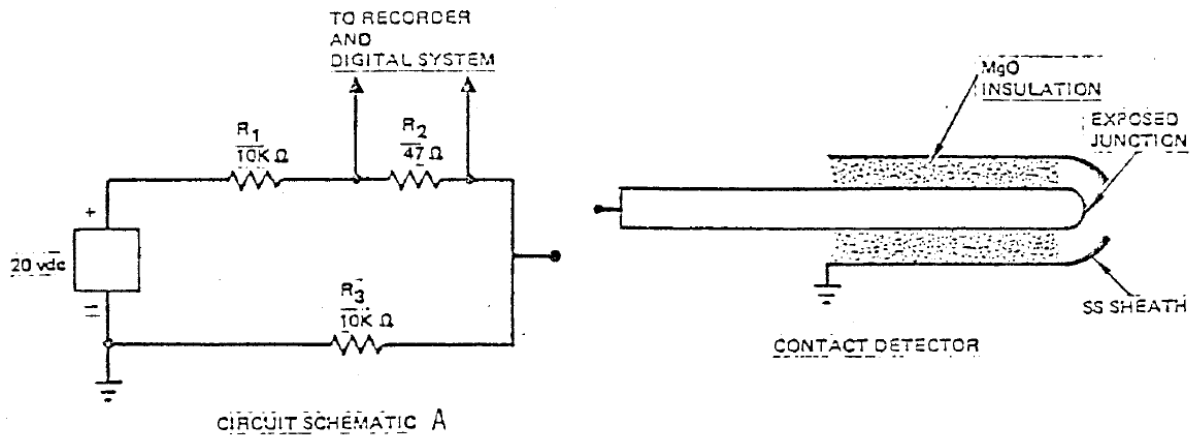 TO RECORDER
AND
DIGITAL SYSTEM
R1
10K Ω
R2
47 Ω
+
20 vdc
R3
10K Ω
CIRCUIT SCHEMATIC A
MgO
INSULATION
EXPOSED
JUNCTION
SS SHEATH
CONTACT DETECTOR